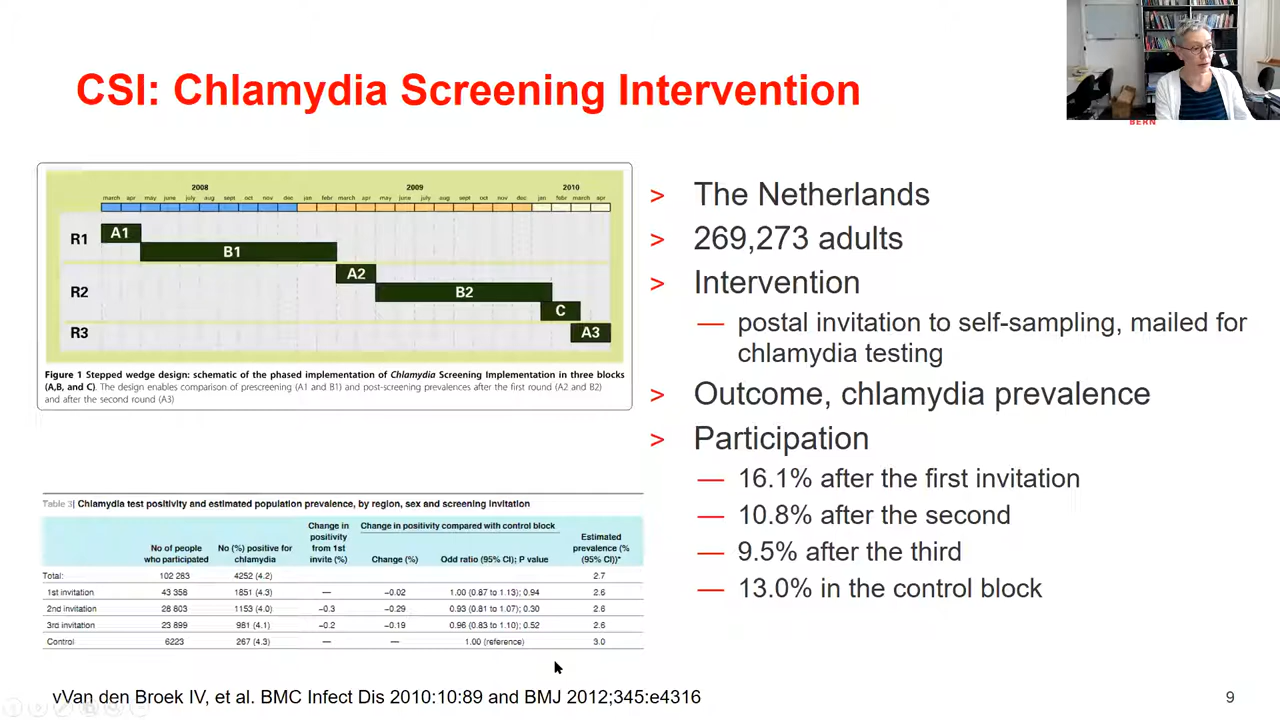 CSI: Chlamydia Screening Intervention
BERN
2008 2009 2010
march apr may june july aug sept oct nov dec jan febr march apr may june july aug sept oct nov dec jan febr march apr
R1 A1
B1
A2
R2 B2
C
R3 A3
Figure 1 Stepped wedge design: schematic of the phased implementation of Chlamydia Screening Implementation in three blocks
(A,B, and C). The design enables comparison of prescreening (A1 and B1) and post-screening prevalences after the first round (A2 and B2)
and after the second round (A3)
> The Netherlands
> 269,273 adults
> Intervention
— postal invitation to self-sampling, mailed for
chlamydia testing
> Outcome, chlamydia prevalence
> Participation
— 16.1% after the first invitation
— 10.8% after the second
— 9.5% after the third
— 13.0% in the control block
Table 3| Chlamydia test positivity and estimated population prevalence, by region, sex and screening invitation
Change in
positivity
from 1st
invite (%)
Change in positivity compared with control block
Estimated
prevalence (%
(95% CI))*
No of people
who participated
No (%) positive for
chlamydia
Change (%)
Odd ratio (95% CI); P value
Total: 102 283 4252 (4.2) 2.7
1st invitation 43 358 1851 (4.3) — −0.02 1.00 (0.87 to 1.13); 0.94 2.6
2nd invitation 28 803 1153 (4.0) −0.3 −0.29 0.93 (0.81 to 1.07); 0.30 2.6
3rd invitation 23 899 981 (4.1) −0.2 −0.19 0.96 (0.83 to 1.10); 0.52 2.6
Control 6223 267 (4.3) — — 1.00 (reference) 3.0
vVan den Broek IV, et al. BMC Infect Dis 2010:10:89 and BMJ 2012;345:e4316
9